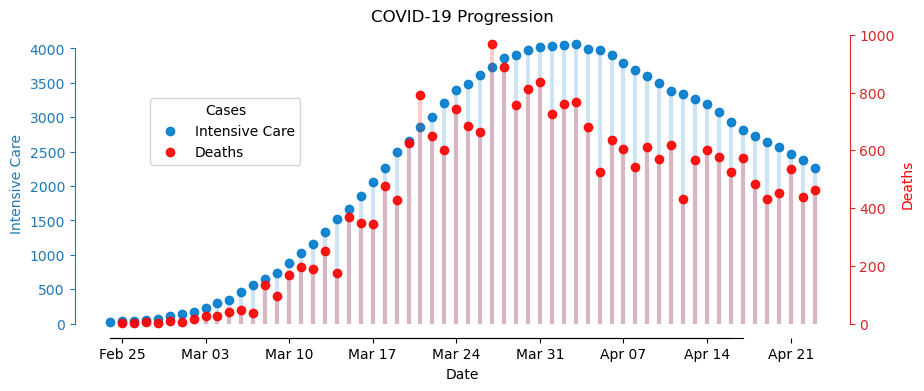 COVID-19 Progression
4000
3500
3000
2500
2000
1500
1000
500
0
Intensive Care
Cases
Intensive Care
Deaths
1000
800
600
400
200
0
Deaths
Feb 25 Mar 03 Mar 10 Mar 17 Mar 24 Mar 31 Apr 07 Apr 14 Apr 21
Date